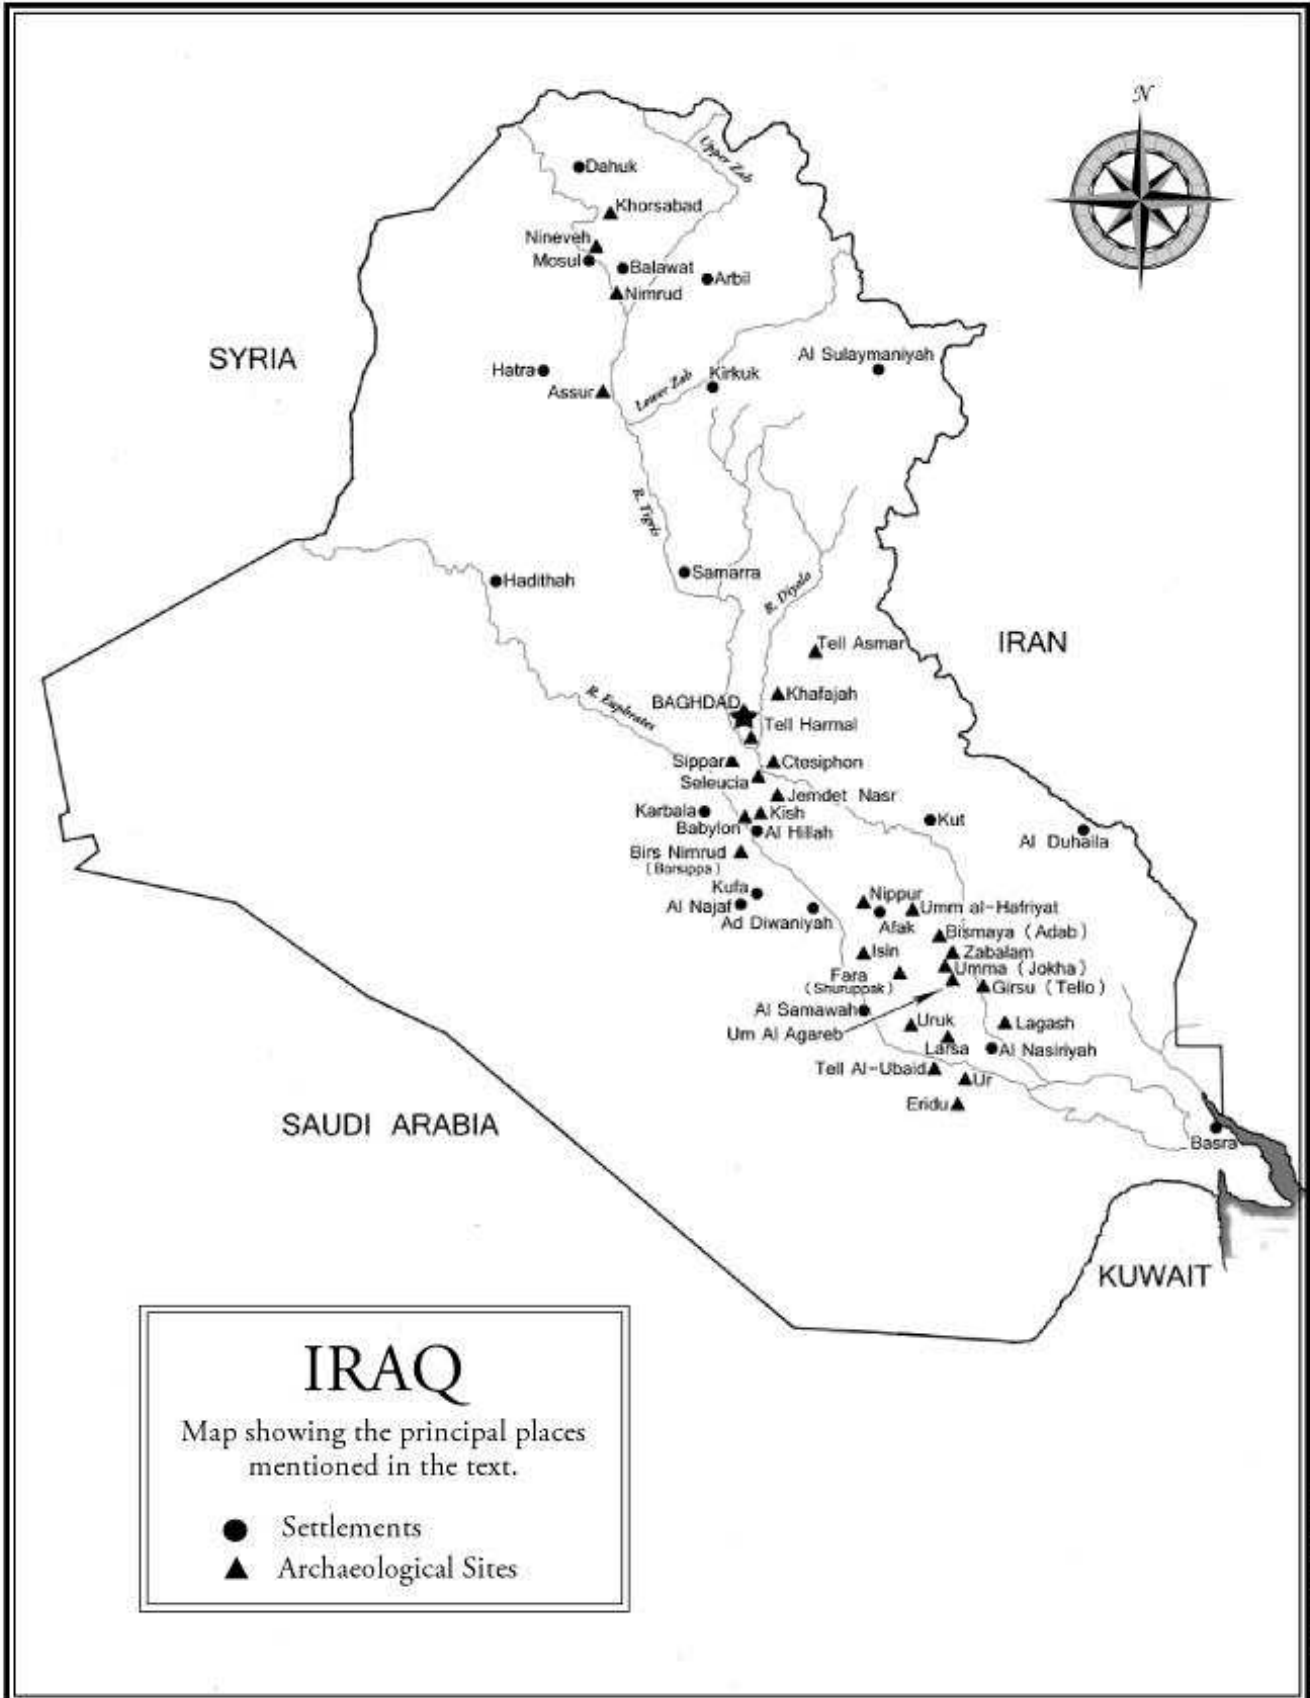 N
Dahuk
Upper Zab
Khorsabad
Nineveh
Mosul
Balawat
Arbil
Nimrud
SYRIA
Al Sulaymaniyah
Hatra
Kirkuk
Assur
Lower Zab
R. Tigris
Samarra
Hadithah
R. Diyala
Tell Asmar
IRAN
Khafajah
R. Euphrates
BAGHDAD
Tell Harmal
Sippar
Ctesiphon
Seleucia
Jemdet Nasr
Karbala
Kish
Kut
Babylon
Al Hillah
Al Duhaila
Birs Nimrud
(Borsippa)
Kufa
Nippur
Al Najaf
Umm al-Hafriyat
Ad Diwaniyah
Afak
Bismaya (Adab)
Isin
Zabalam
Fara
Umma (Jokha)
(Shuruppak)
Girsu (Tello)
Al Samawah
Uruk
Lagash
Um Al Agareb
Larsa
Al Nasiriyah
Tell Al-Ubaid
Ur
Eridu
SAUDI ARABIA
Basra
KUWAIT
IRAQ
Map showing the principal places
mentioned in the text.
Settlements
Archaeological Sites